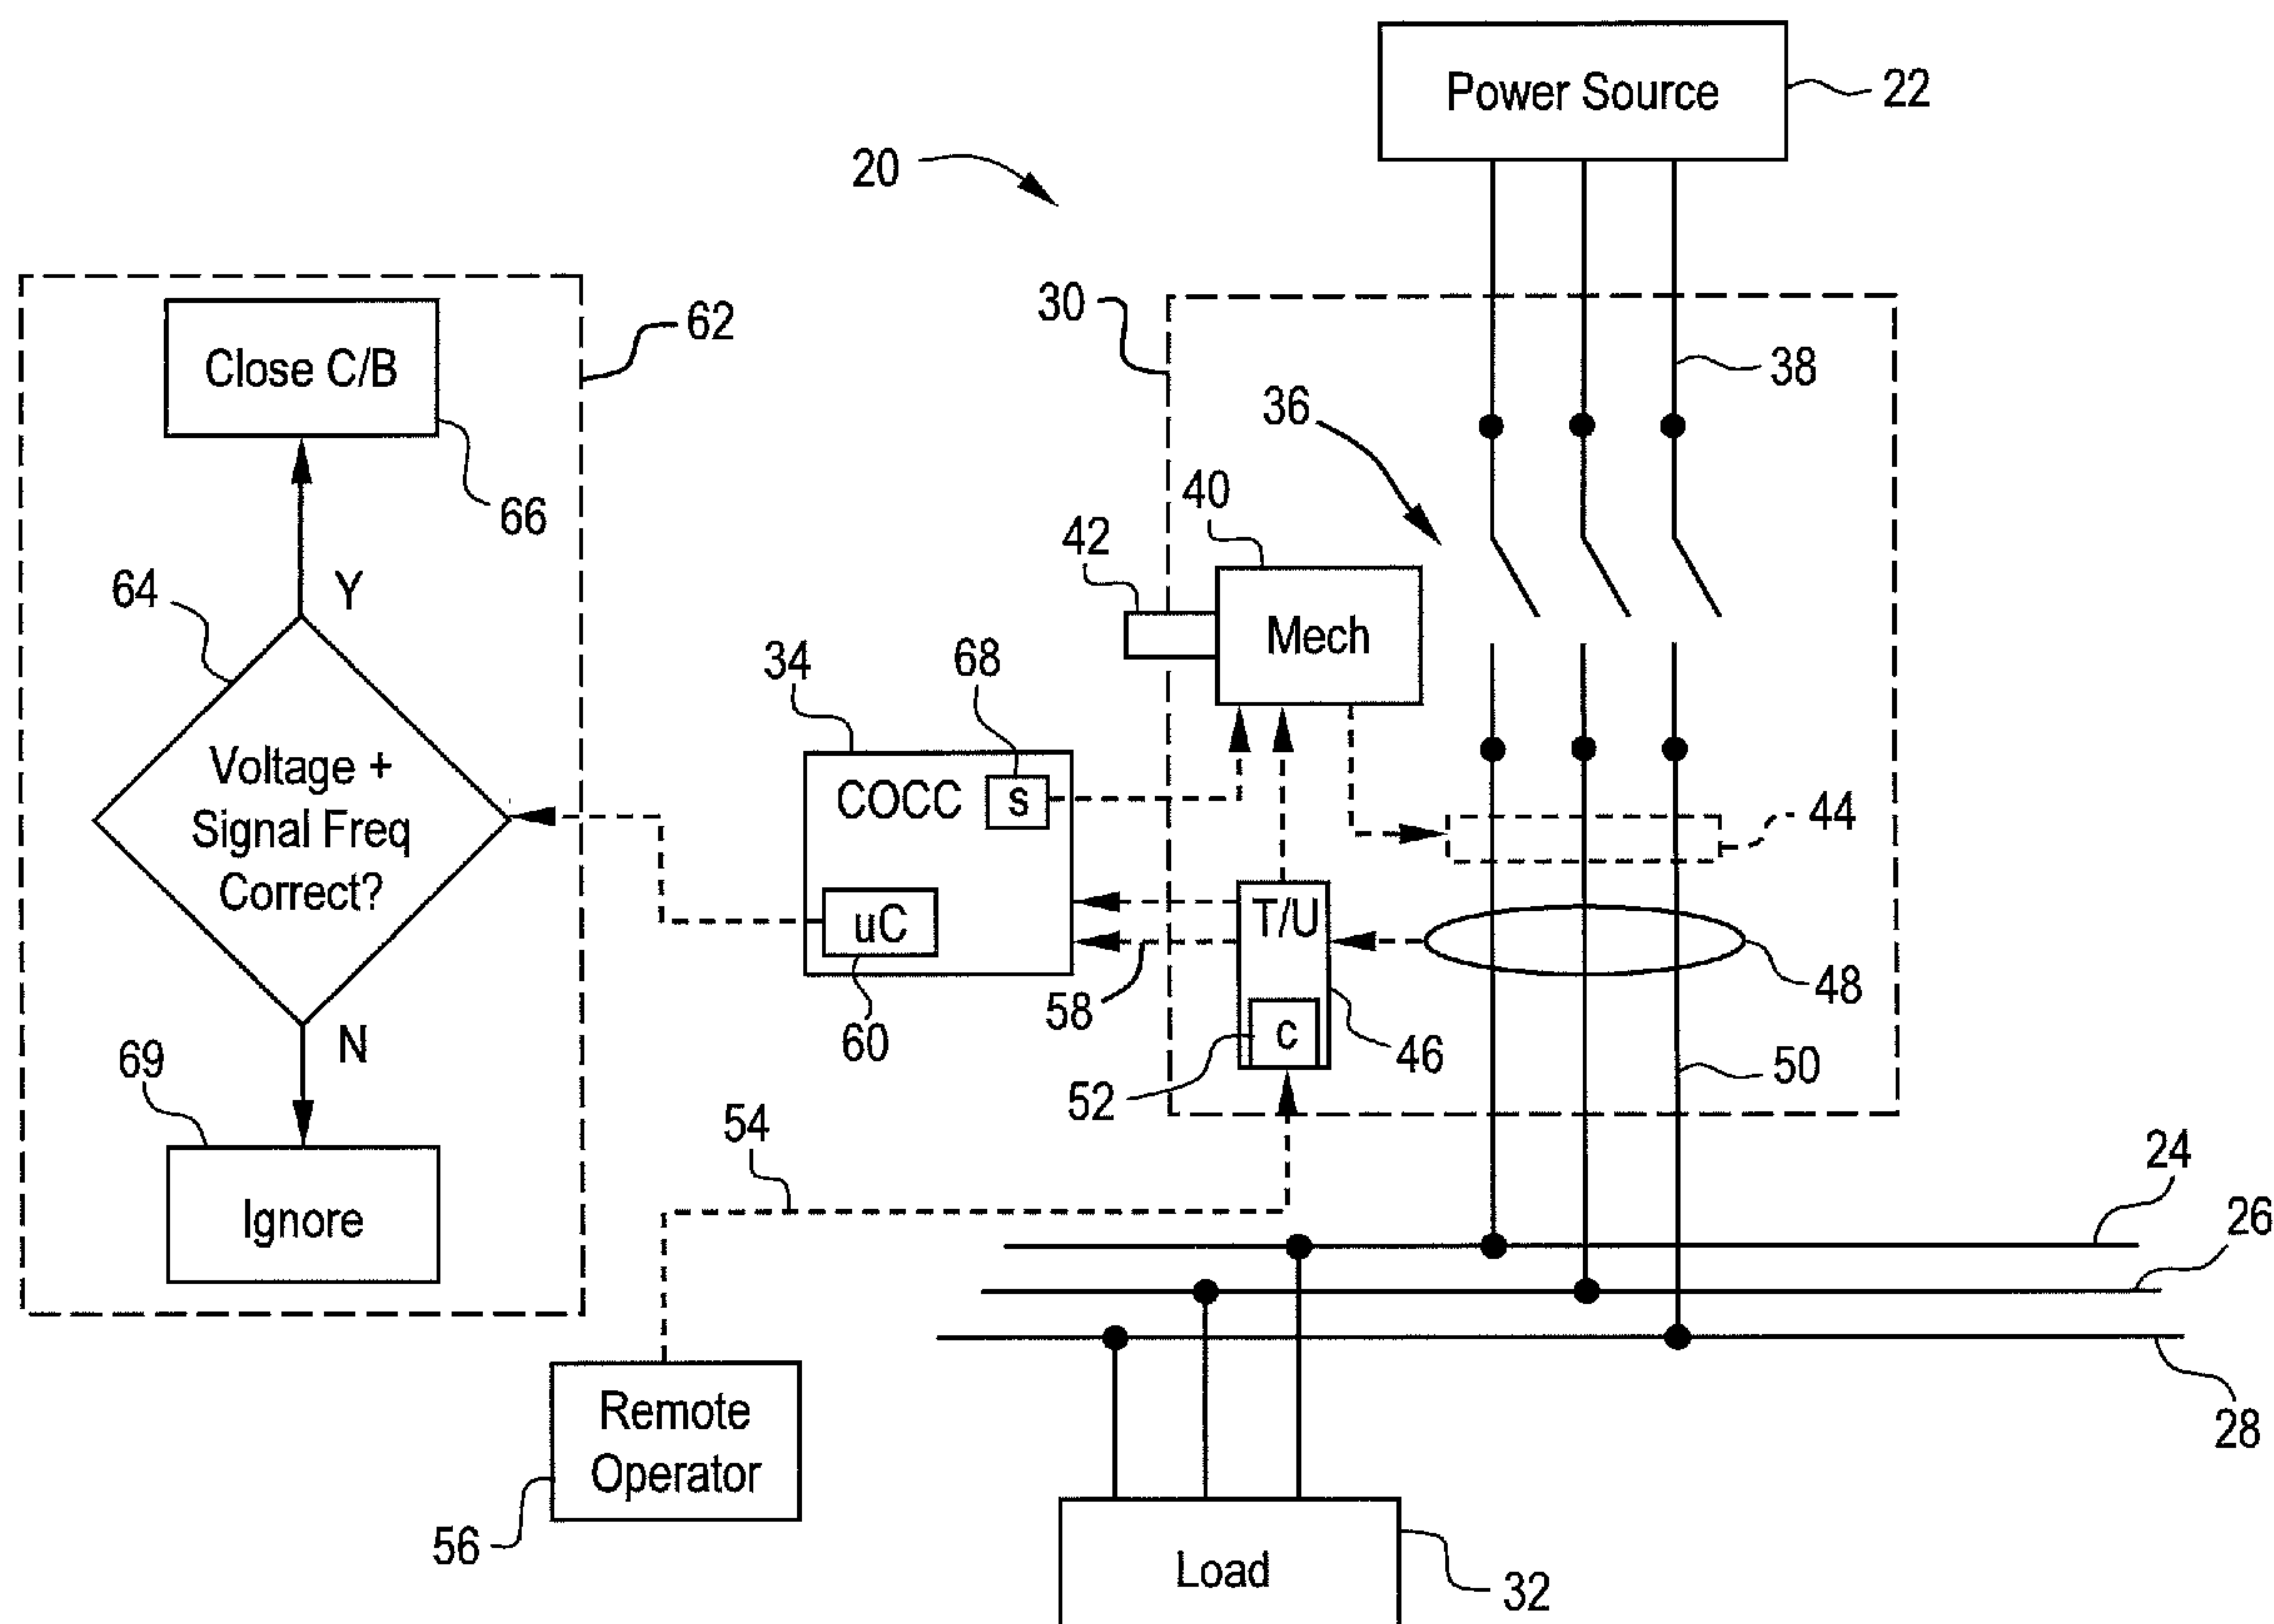 Power Source
22
20
30
62
Close C/B
38
36
66
40
42
64
Y
Mech
34
68
Voltage +
Signal Freq
Correct?
COCC
s
44
T/U
uC
48
58
60
c
46
N
50
69
52
54
24
26
Ignore
28
Remote
Operator
56
Load
32